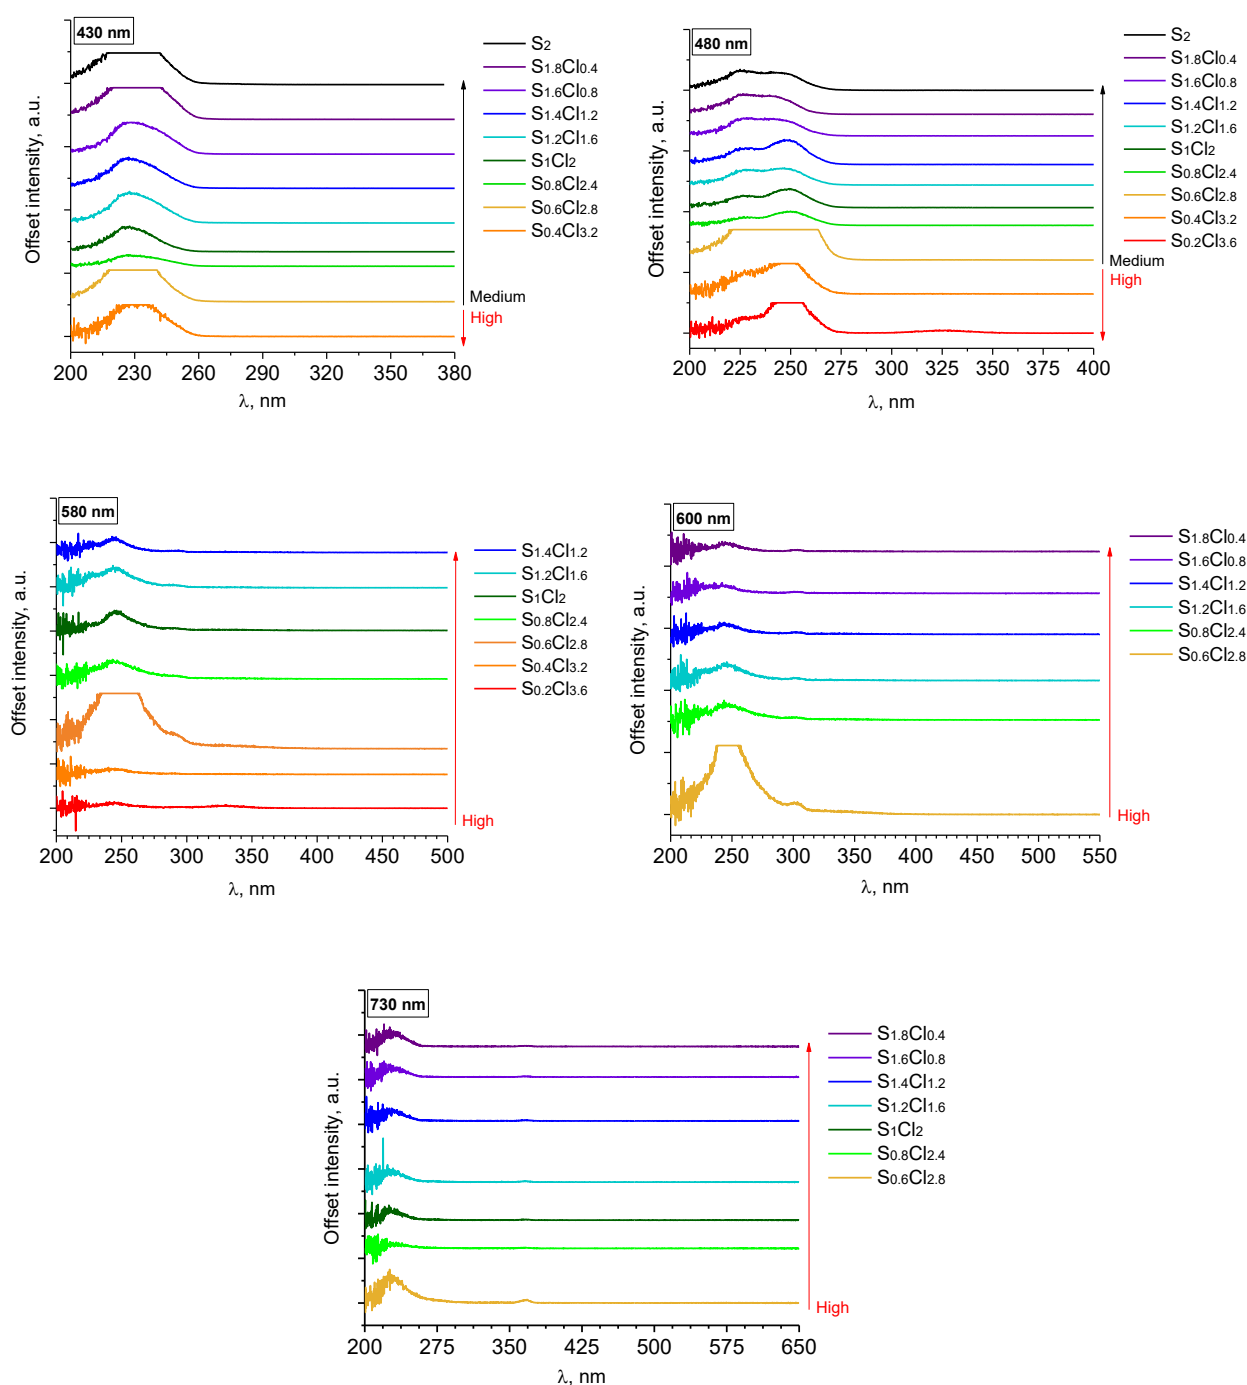 430 nm
Offset intensity, a.u.
S2
S1.8Cl0.4
S1.6Cl0.8
S1.4Cl1.2
S1.2Cl1.6
S1Cl2
S0.8Cl2.4
S0.6Cl2.8
S0.4Cl3.2
Medium
High
200 230 260 290 320 350 380
λ, nm
480 nm
Offset intensity, a.u.
S2
S1.8Cl0.4
S1.6Cl0.8
S1.4Cl1.2
S1.2Cl1.6
S1Cl2
S0.8Cl2.4
S0.6Cl2.8
S0.4Cl3.2
S0.2Cl3.6
Medium
High
200 225 250 275 300 325 350 375 400
λ, nm
580 nm
Offset intensity, a.u.
S1.4Cl1.2
S1.2Cl1.6
S1Cl2
S0.8Cl2.4
S0.6Cl2.8
S0.4Cl3.2
S0.2Cl3.6
High
200 250 300 350 400 450 500
λ, nm
600 nm
Offset intensity, a.u.
S1.8Cl0.4
S1.6Cl0.8
S1.4Cl1.2
S1.2Cl1.6
S0.8Cl2.4
S0.6Cl2.8
High
200 250 300 350 400 450 500 550
λ, nm
730 nm
Offset intensity, a.u.
S1.8Cl0.4
S1.6Cl0.8
S1.4Cl1.2
S1.2Cl1.6
S1Cl2
S0.8Cl2.4
S0.6Cl2.8
High
200 275 350 425 500 575 650
λ, nm